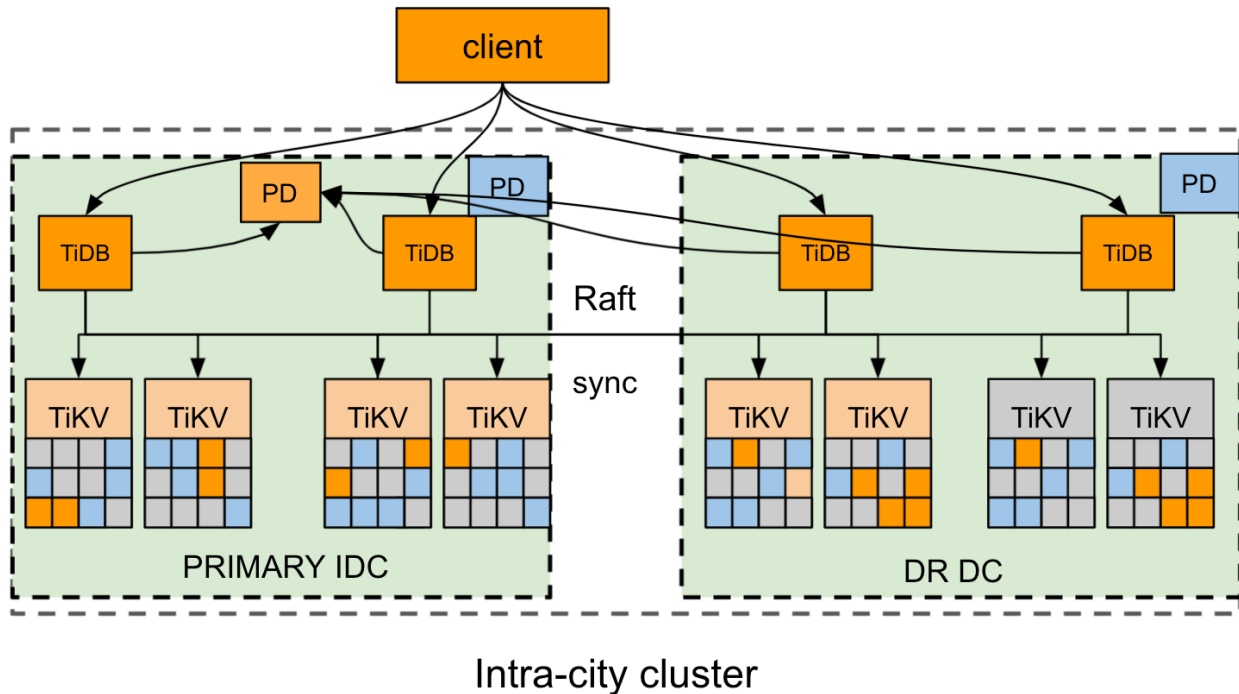 client
PD
PD
PD
TiDB
TiDB
TiDB
TiDB
Raft
sync
TiKV
TiKV
TiKV
TiKV
TiKV
TiKV
TiKV
TiKV
PRIMARY IDC
DR DC
Intra-city cluster